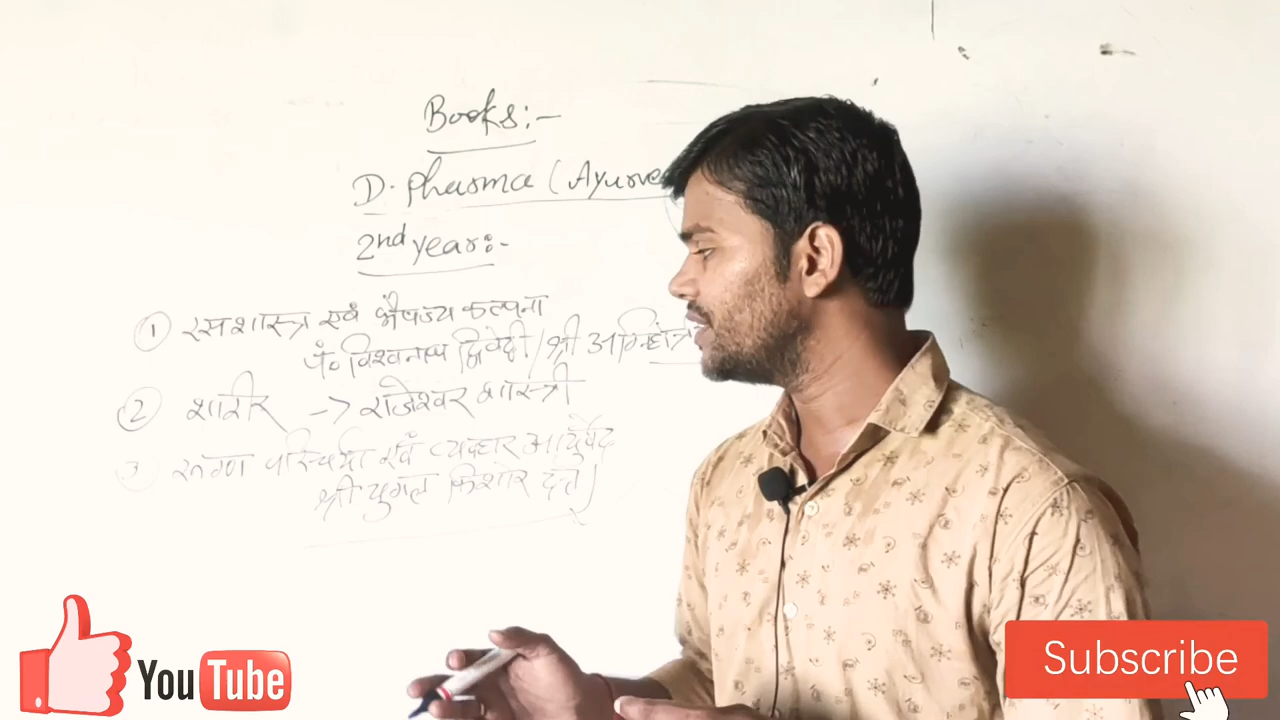 Books:-
D. Pharma (Ayurve
2nd year:-
① रसशास्त्र एवं भैषज्य कल्पना
पं० विश्वनाथ द्विवेदी / श्री अग्निहोत्र
② शारीर -> राजेश्वर शास्त्री
3 रुग्ण परिचर्या एवं व्यवहार आयुर्वेद
श्री युगल किशोर दत्त
YouTube
Subscribe